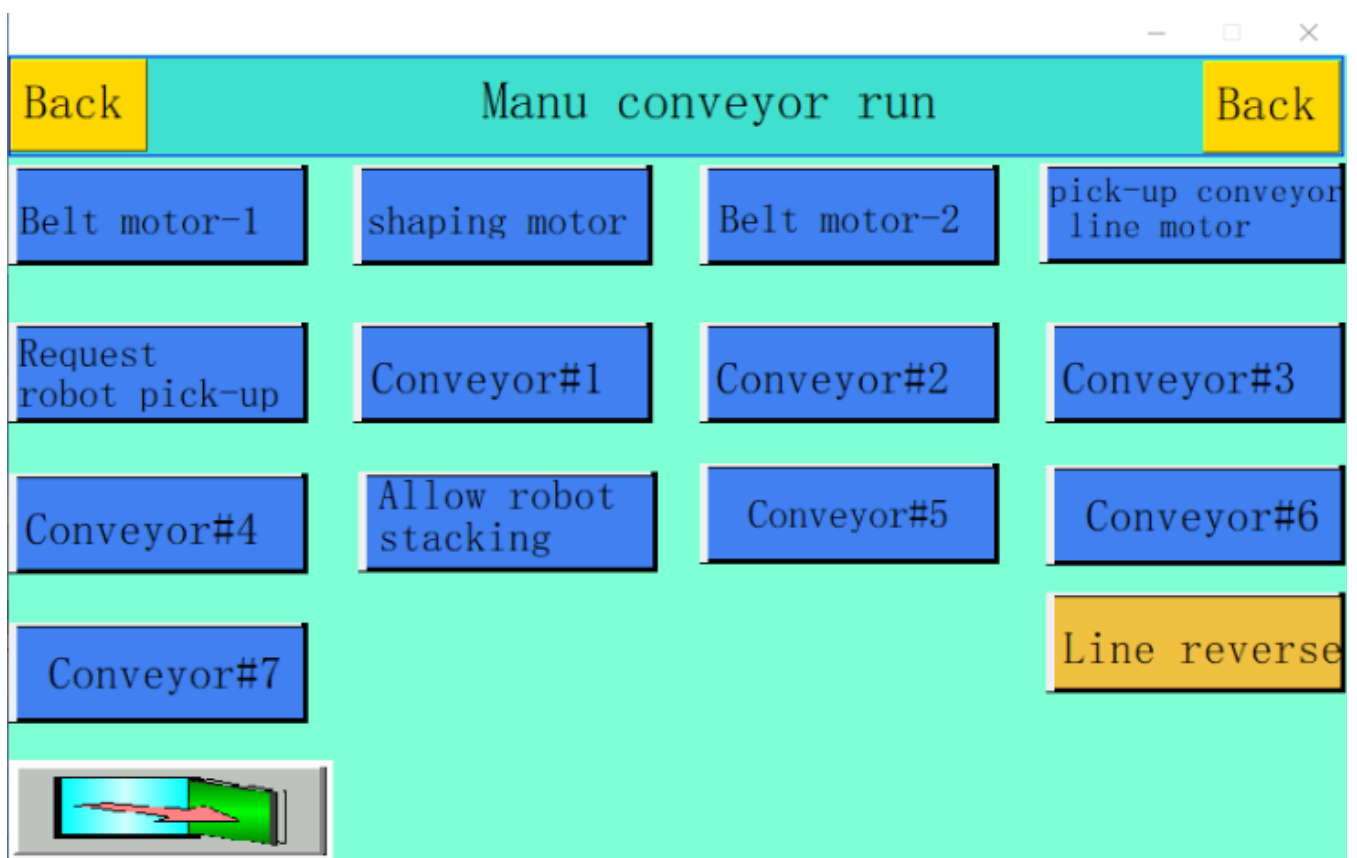 Back
Manu conveyor run
Back
Belt motor-1
shaping motor
Belt motor-2
pick-up conveyor
line motor
Request
robot pick-up
Conveyor#1
Conveyor#2
Conveyor#3
Conveyor#4
Allow robot
stacking
Conveyor#5
Conveyor#6
Conveyor#7
Line reverse